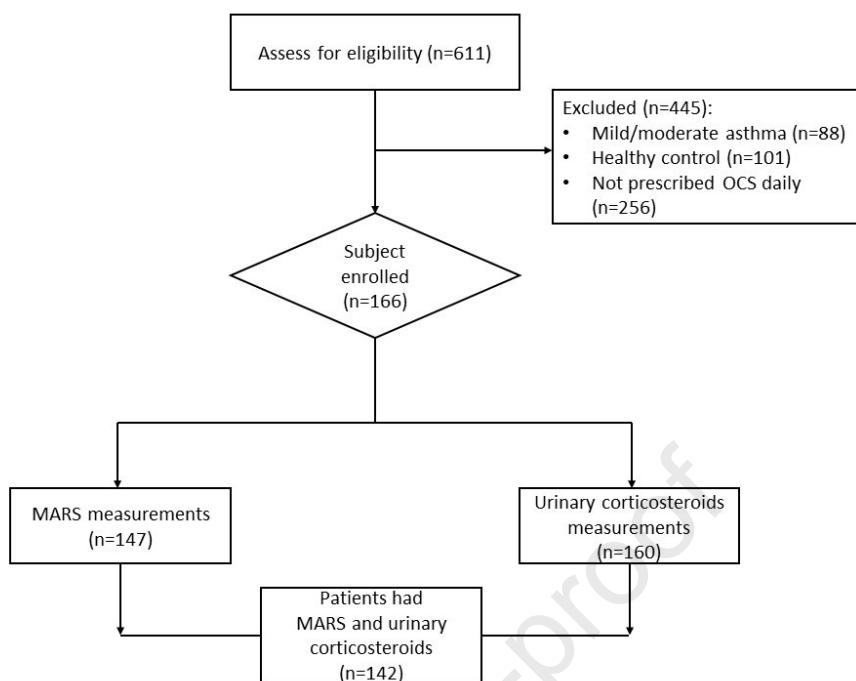 Assess for eligibility (n=611)
Excluded (n=445):
• Mild/moderate asthma (n=88)
• Healthy control (n=101)
• Not prescribed OCS daily
(n=256)
Subject
enrolled
(n=166)
MARS measurements
(n=147)
Urinary corticosteroids
measurements
(n=160)
Patients had
MARS and urinary
corticosteroids
(n=142)